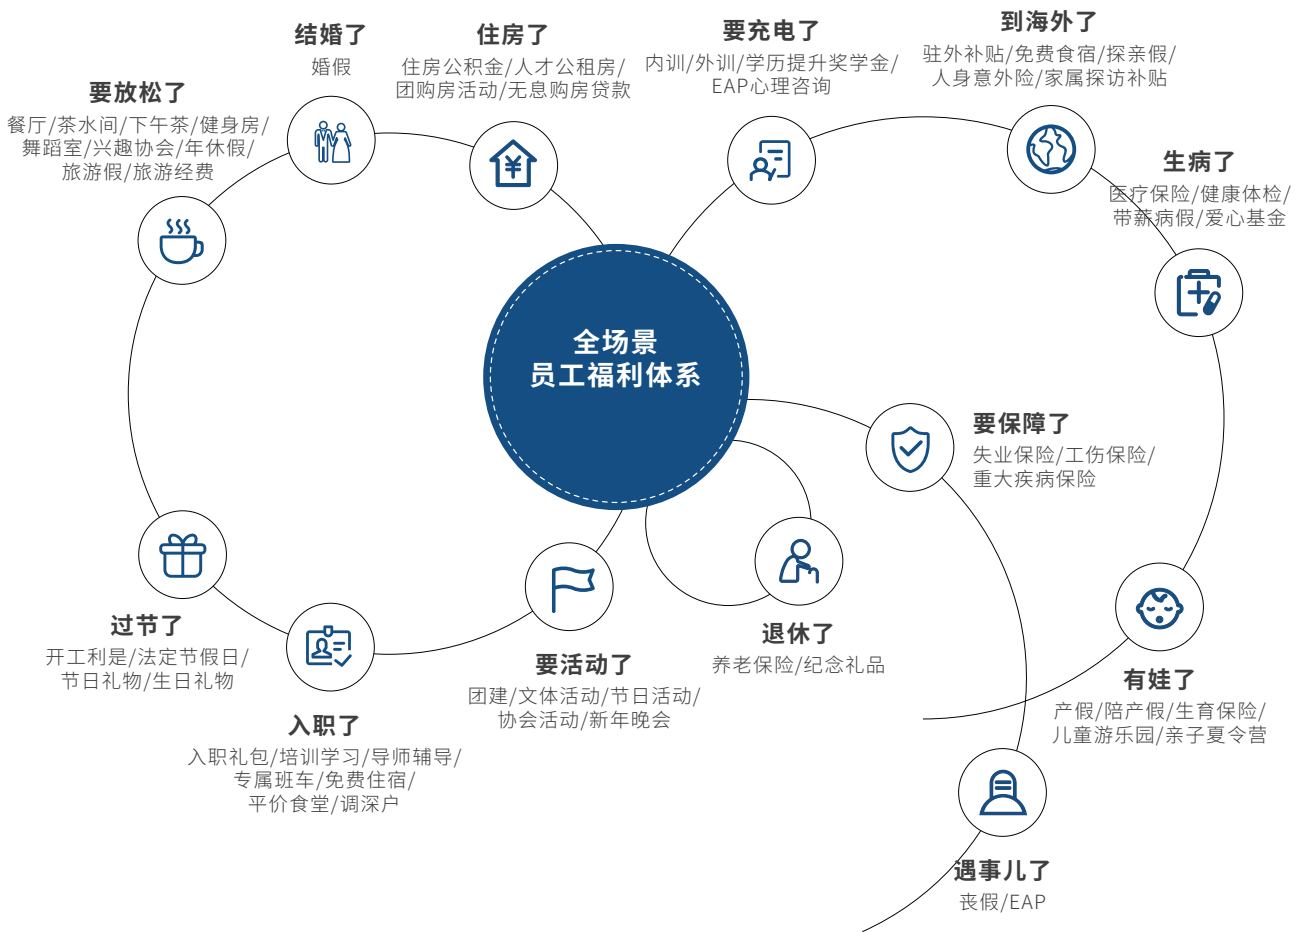 结婚了
婚假
住房了
住房公积金/人才公租房/
团购房活动/无息购房贷款
要充电了
内训/外训/学历提升奖学金/
EAP心理咨询
到海外了
驻外补贴/免费食宿/探亲假/
人身意外险/家属探访补贴
要放松了
餐厅/茶水间/下午茶/健身房/
舞蹈室/兴趣协会/年休假/
旅游假/旅游经费
生病了
医疗保险/健康体检/
带薪病假/爱心基金
全场景
员工福利体系
要保障了
失业保险/工伤保险/
重大疾病保险
过节了
开工利是/法定节假日/
节日礼物/生日礼物
入职了
入职礼包/培训学习/导师辅导/
专属班车/免费住宿/
平价食堂/调深户
要活动了
团建/文体活动/节日活动/
协会活动/新年晚会
退休了
养老保险/纪念礼品
有娃了
产假/陪产假/生育保险/
儿童游乐园/亲子夏令营
遇事儿了
丧假/EAP